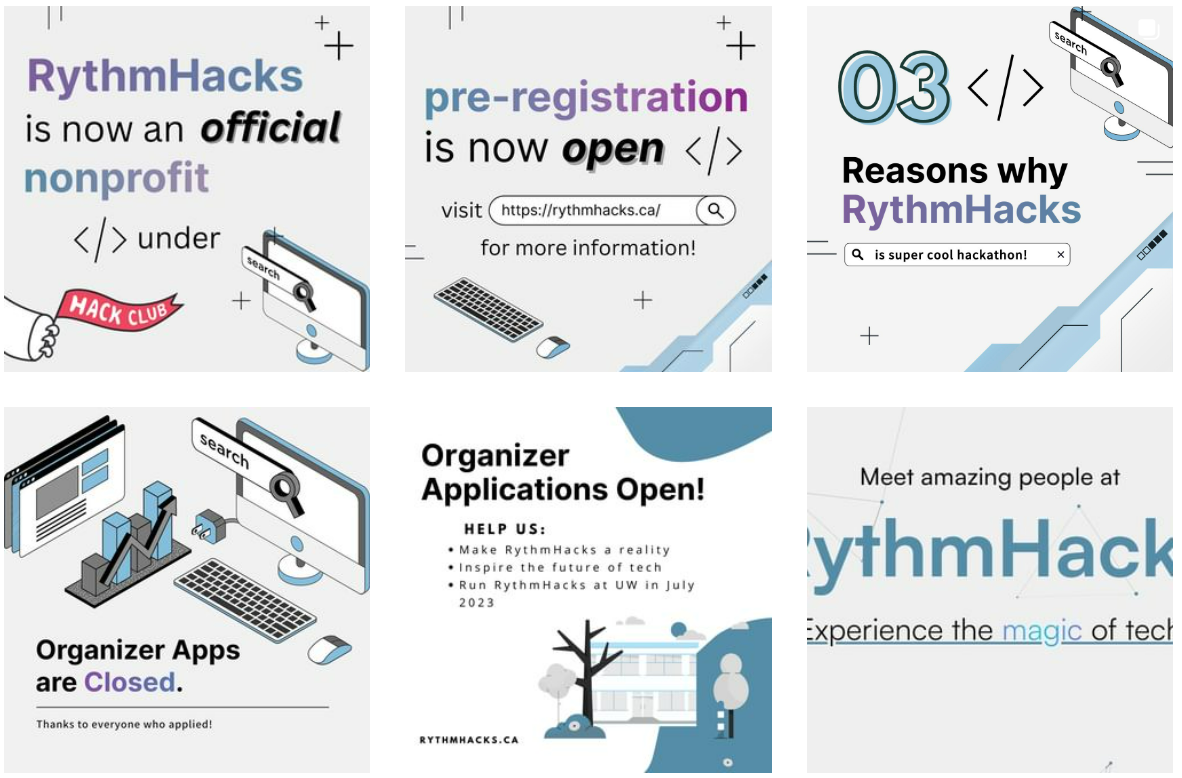 RythmHacks
is now an official
nonprofit
</> under
search
HACK CLUB
pre-registration
is now open </>
visit https://rythmhacks.ca/
for more information!
03 </>
search
Reasons why
RythmHacks
is super cool hackathon! ×
search
Organizer Apps
are Closed.
Thanks to everyone who applied!
Organizer
Applications Open!
HELP US:
• Make RythmHacks a reality
• Inspire the future of tech
• Run RythmHacks at UW in July
2023
RYTHMHACKS.CA
Meet amazing people at
RythmHack
Experience the magic of tech